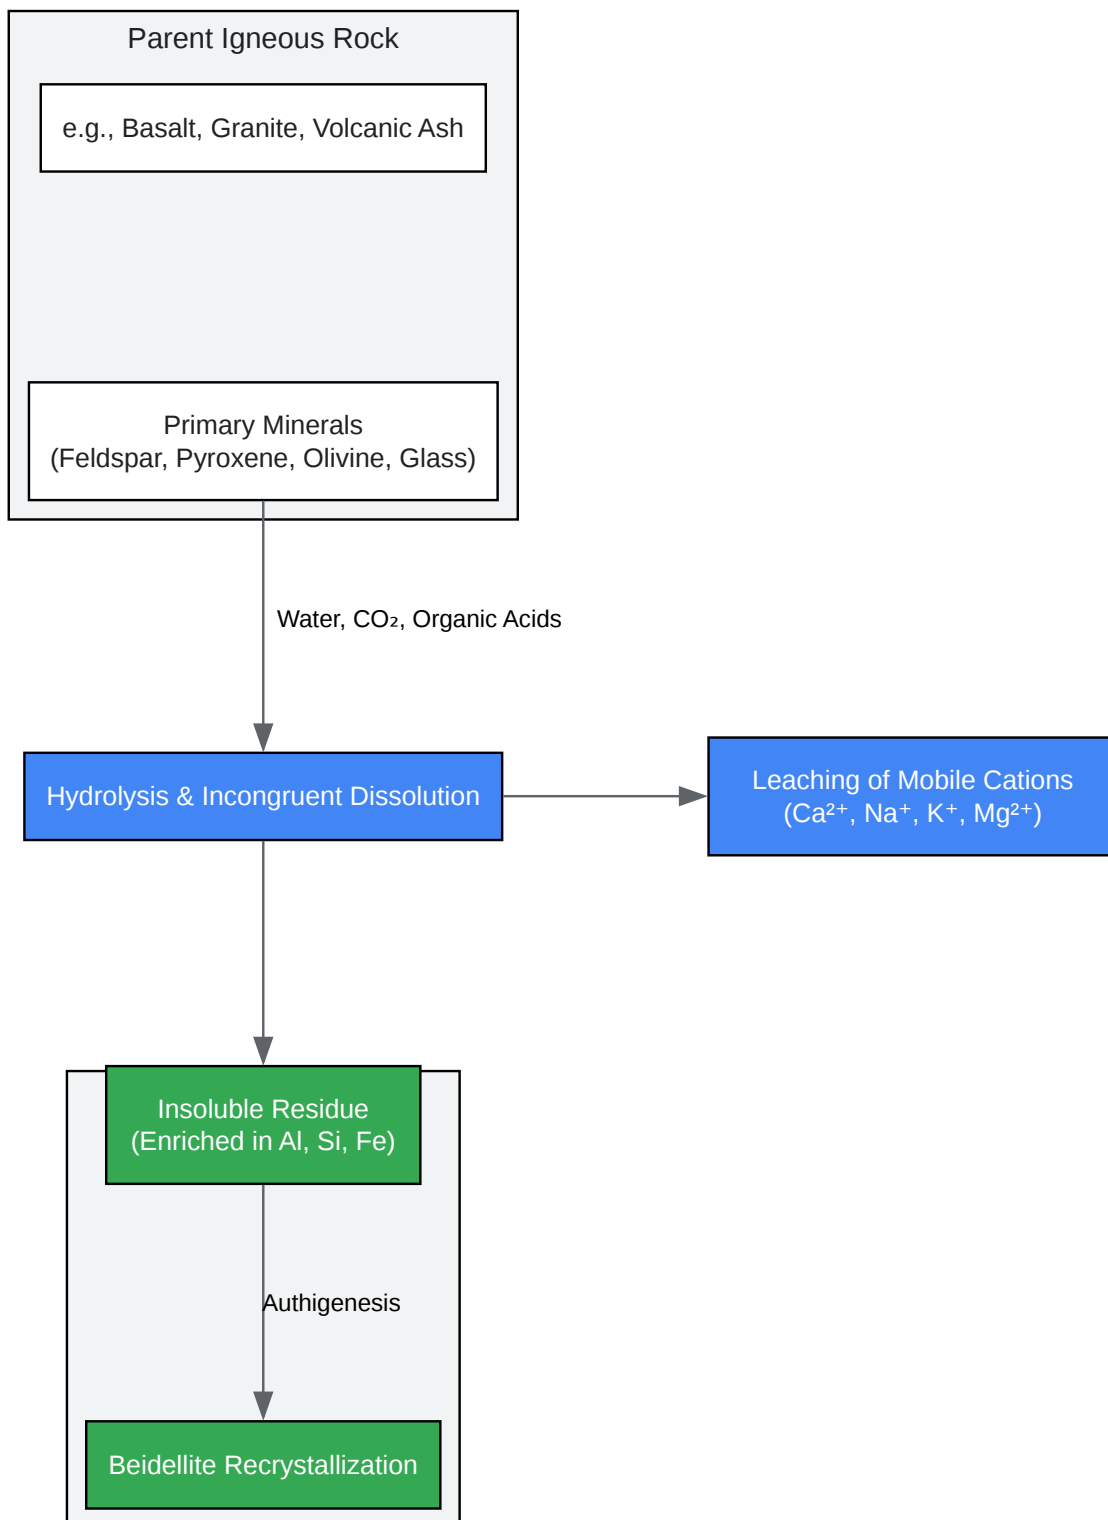 Parent Igneous Rock
e.g., Basalt, Granite, Volcanic Ash
Primary Minerals
(Feldspar, Pyroxene, Olivine, Glass)
Water, CO₂, Organic Acids
Hydrolysis & Incongruent Dissolution
Leaching of Mobile Cations
(Ca²⁺, Na⁺, K⁺, Mg²⁺)
Insoluble Residue
(Enriched in Al, Si, Fe)
Authigenesis
Beidellite Recrystallization